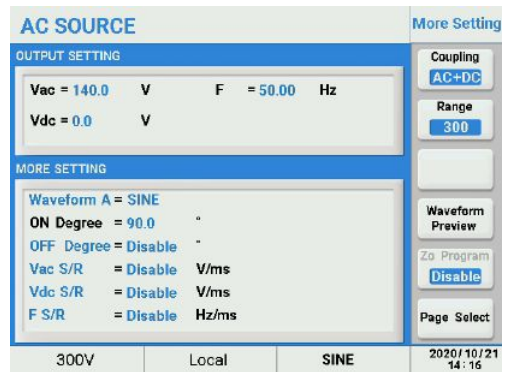 AC SOURCE
More Setting
OUTPUT SETTING
Vac = 140.0 V F = 50.00 Hz
Vdc = 0.0 V
MORE SETTING
Waveform A = SINE
ON Degree = 90.0 °
OFF Degree = Disable °
Vac S/R = Disable V/ms
Vdc S/R = Disable V/ms
F S/R = Disable Hz/ms
Coupling
AC+DC
Range
300
Waveform
Preview
Zo Program
Disable
Page Select
300V Local SINE
2020/10/21
14:16